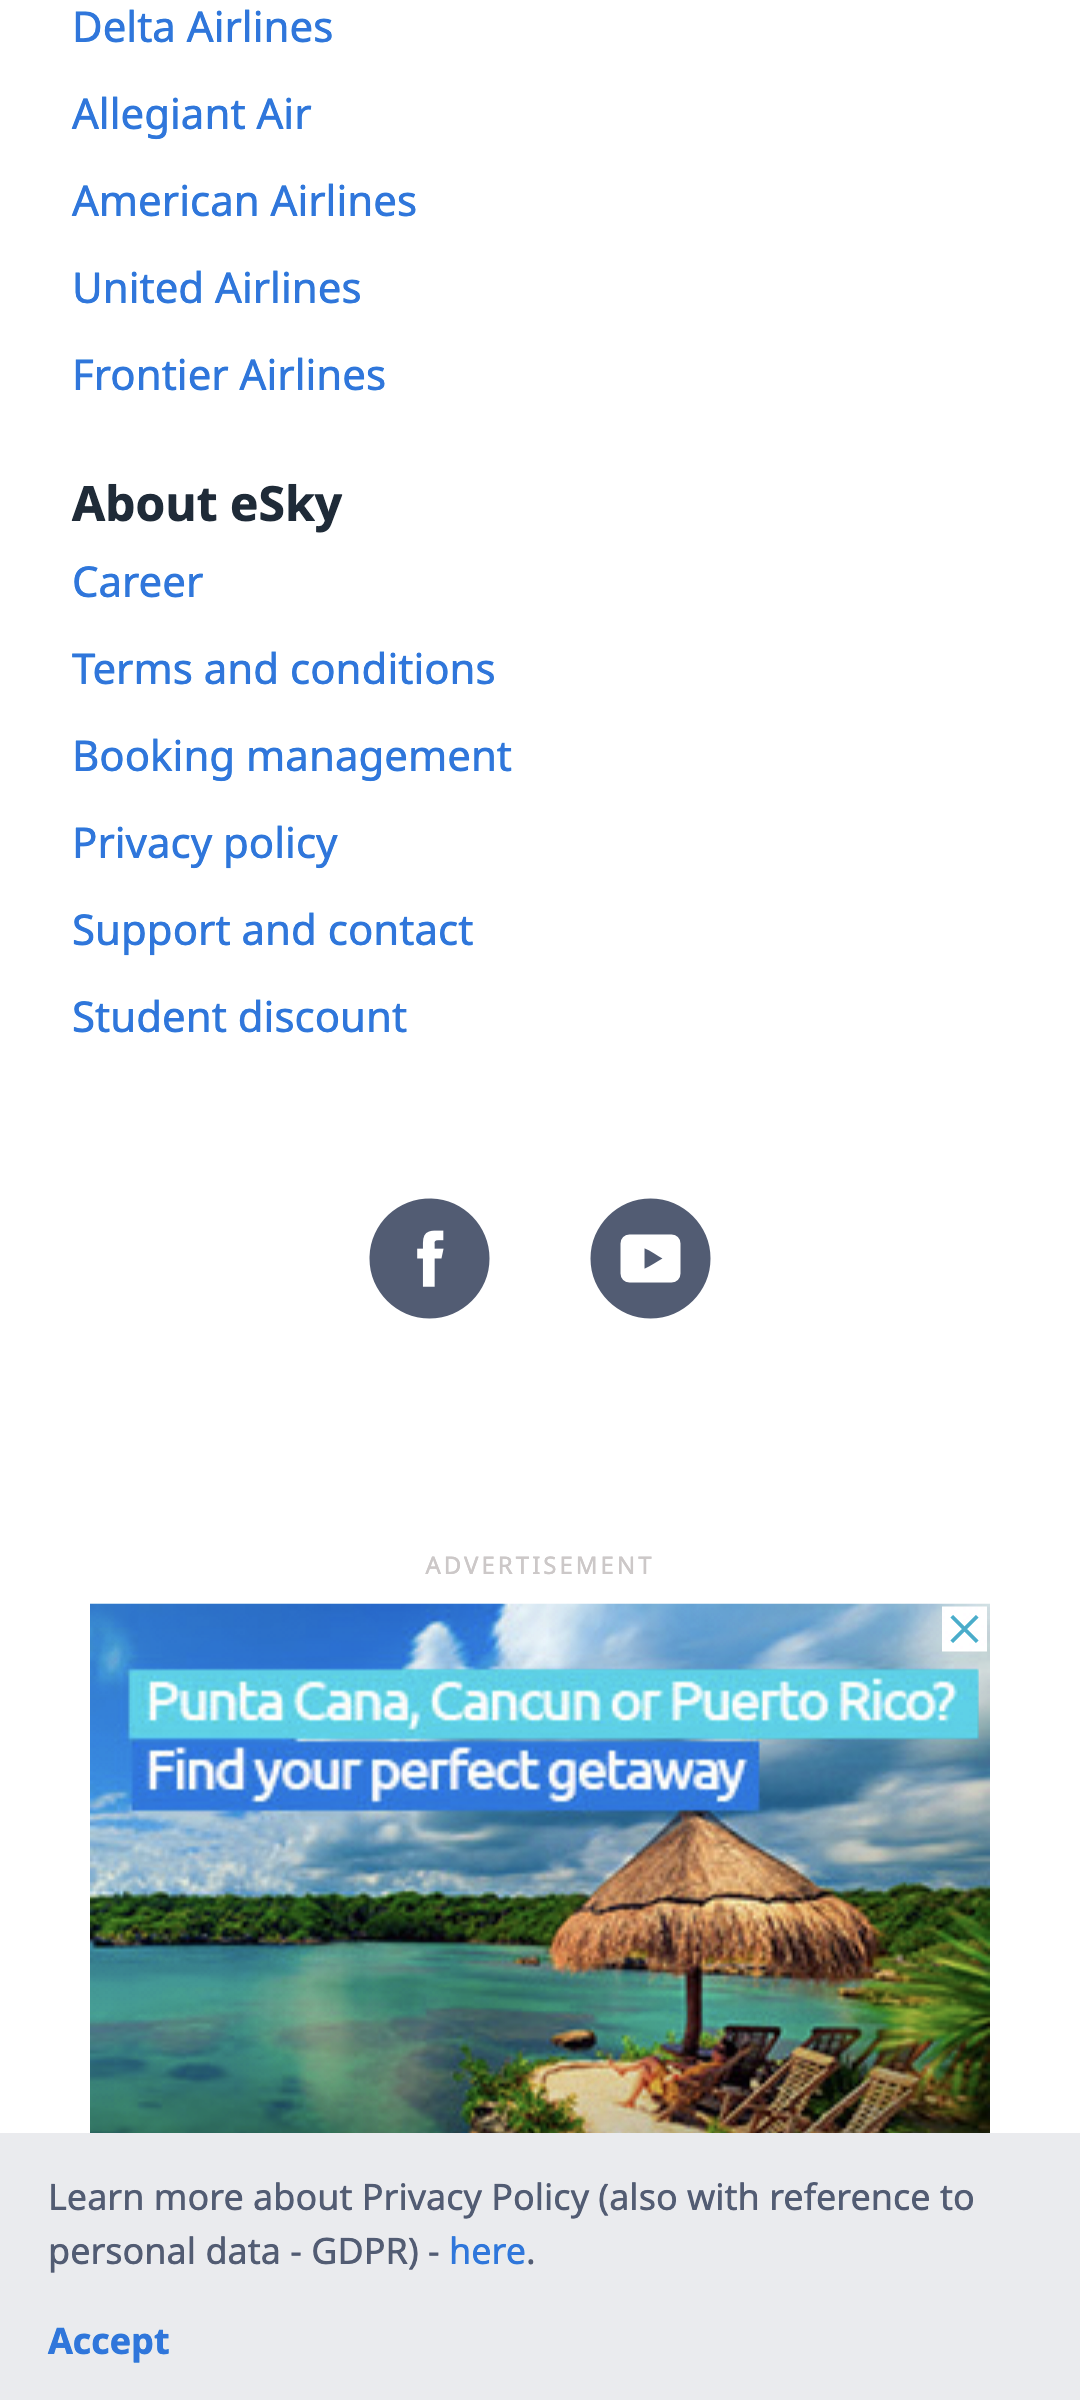 Delta Airlines
Allegiant Air
American Airlines
United Airlines
Frontier Airlines
About eSky
Career
Terms and conditions
Booking management
Privacy policy
Support and contact
Student discount
ADVERTISEMENT
Punta Cana, Cancun or Puerto Rico?
Find your perfect getaway
Learn more about Privacy Policy (also with reference to
personal data - GDPR) - here.
Accept